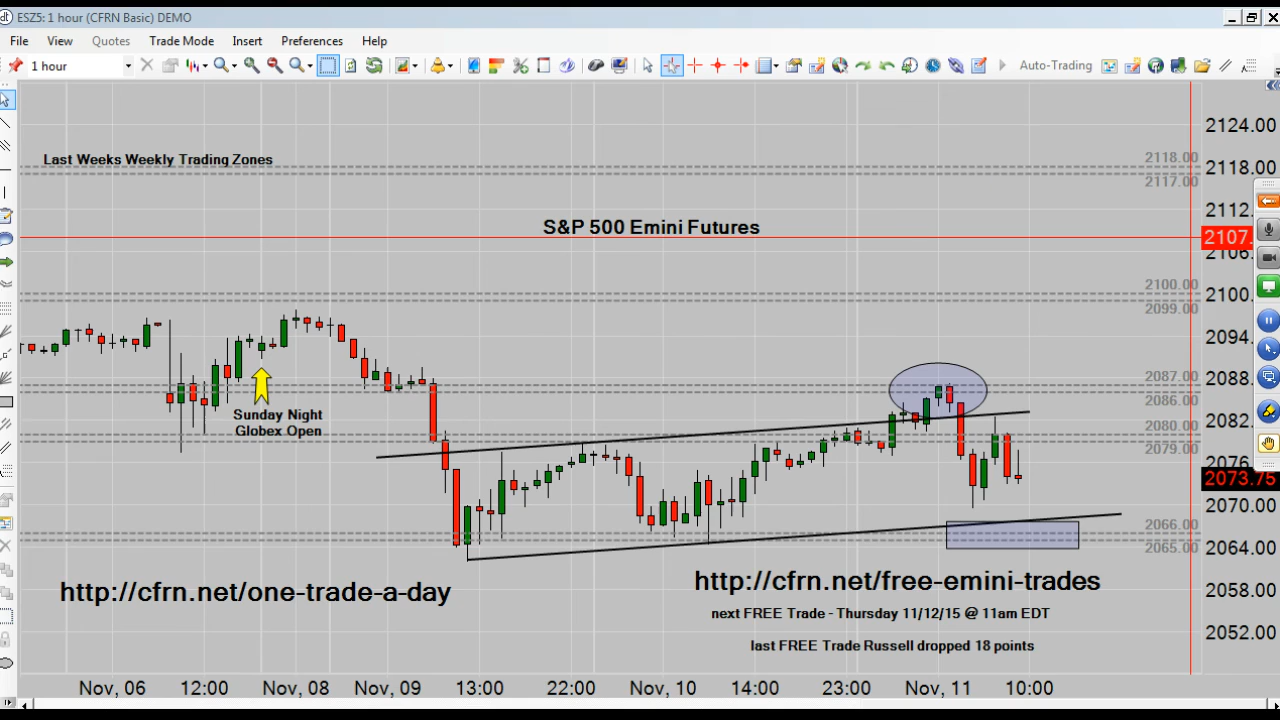 ESZ5: 1 hour (CFRN Basic) DEMO
File View Quotes Trade Mode Insert Preferences Help
1 hour Auto-Trading
2124.00
Last Weeks Weekly Trading Zones
2118.00
2118.00
2117.00
2112.
S&P 500 Emini Futures
2107.
2106.
2100.00
2100.
2099.00
2094.
2087.00
2088.
2086.00
Sunday Night
Globex Open
2082.
2080.00
2079.00
2076
2073.75
2070.00
2066.00
2065.00
2064.00
http://cfrn.net/one-trade-a-day
http://cfrn.net/free-emini-trades
2058.00
next FREE Trade - Thursday 11/12/15 @ 11am EDT
2052.00
last FREE Trade Russell dropped 18 points
Nov, 06 12:00 Nov, 08 Nov, 09 13:00 22:00 Nov, 10 14:00 23:00 Nov, 11 10:00